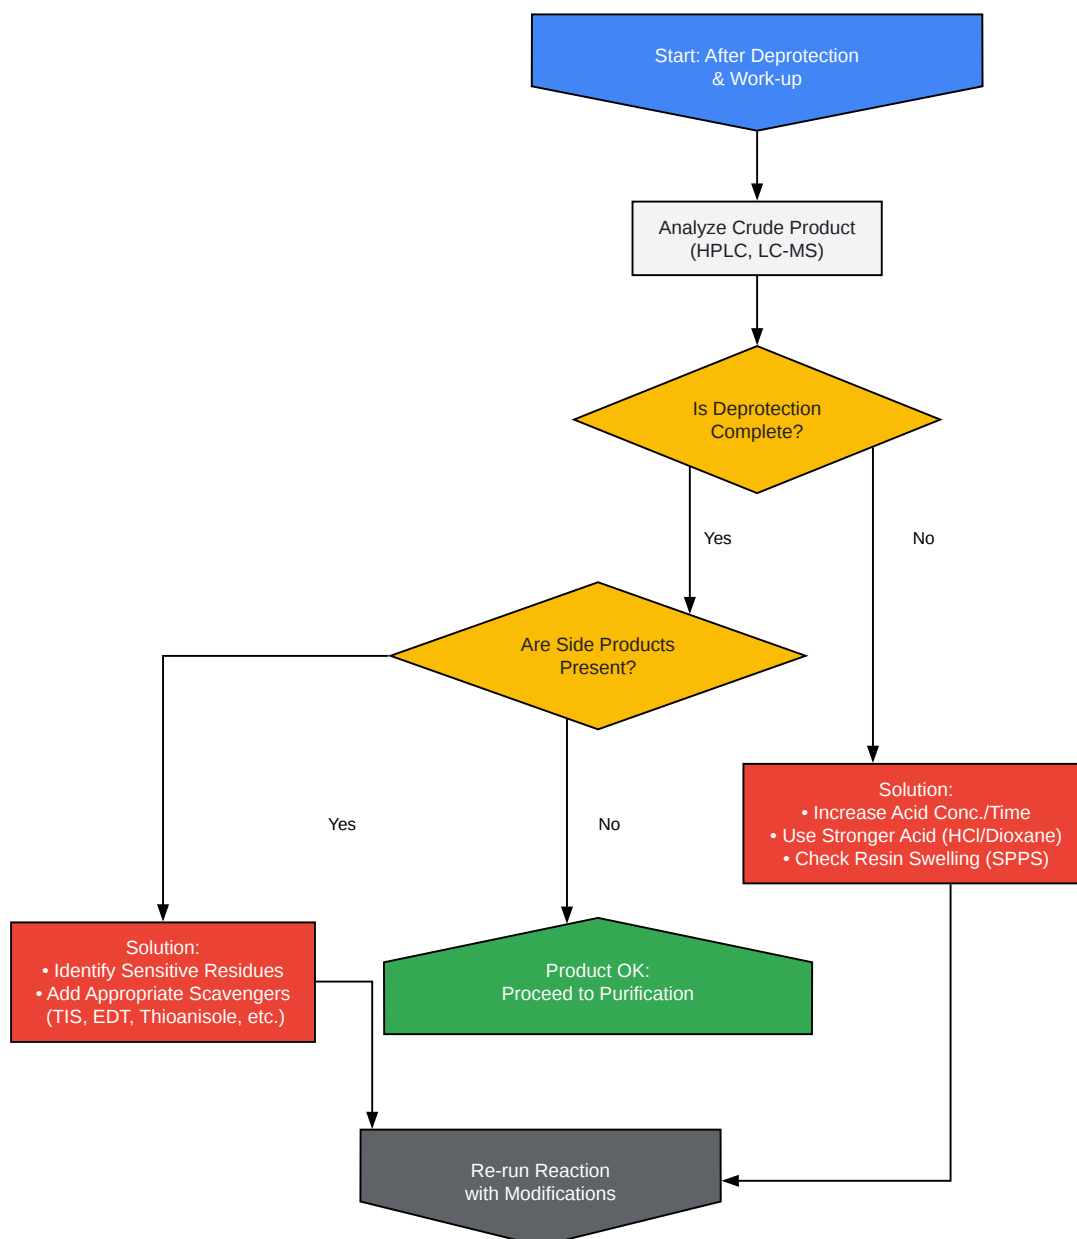 Start: After Deprotection
& Work-up
Analyze Crude Product
(HPLC, LC-MS)
Is Deprotection
Complete?
Yes
No
Are Side Products
Present?
Solution:
• Increase Acid Conc./Time
• Use Stronger Acid (HCl/Dioxane)
• Check Resin Swelling (SPPS)
Yes
No
Solution:
• Identify Sensitive Residues
• Add Appropriate Scavengers
(TIS, EDT, Thioanisole, etc.)
Product OK:
Proceed to Purification
Re-run Reaction
with Modifications